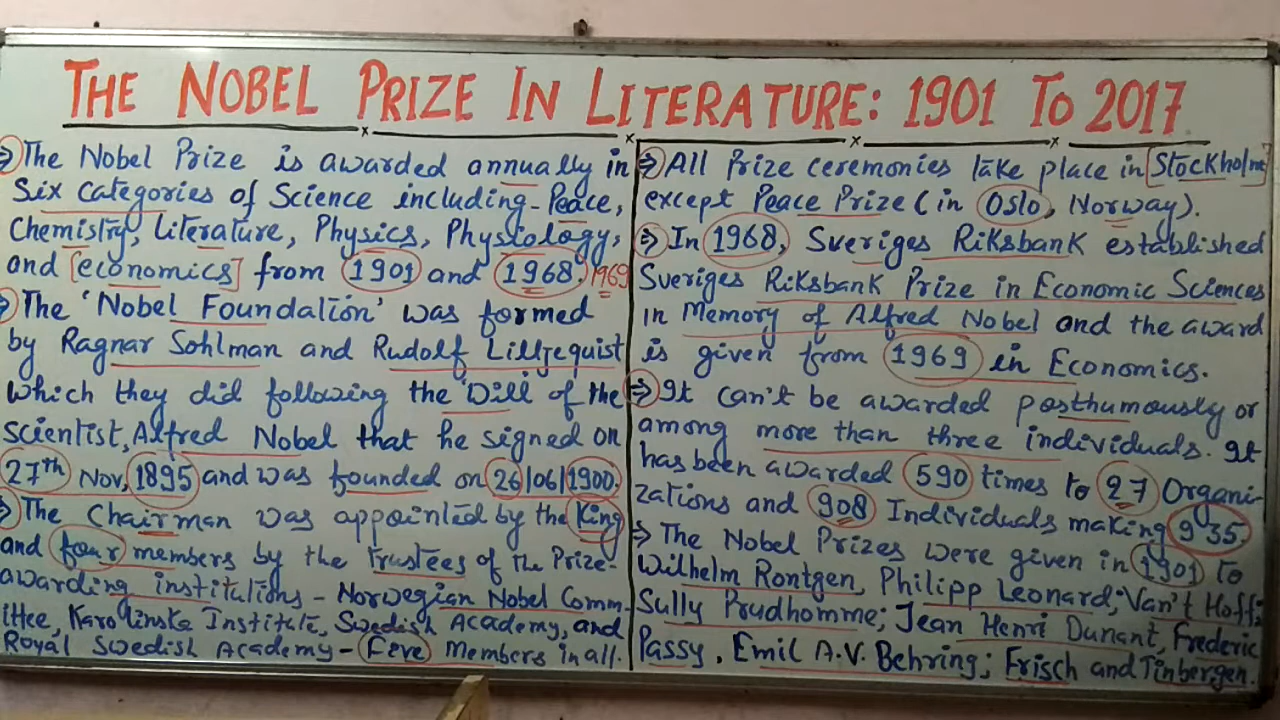 THE NOBEL PRIZE IN LITERATURE: 1901 TO 2017
⇒ The Nobel Prize is awarded annually in
Six Categories of Science including - Peace,
Chemistry, Literature, Physics, Physiology,
and [economics] from 1901 and 1968. 1969
⇒ The 'Nobel Foundation' was formed
by Ragnar Sohlman and Rudolf Lilljequist
which they did following the 'Will' of the
scientist, Alfred Nobel that he signed on
27th Nov, 1895 and was founded on 26/06/1900.
⇒ The Chairman was appointed by the King
and four members by the trustees of the Prize-
awarding institutions - Norwegian Nobel Comm-
ittee, Karolinska Institute, Swedish Academy, and
Royal Swedish Academy - Five Members in all.
⇒ All Prize ceremonies take place in [Stockholm]
except Peace Prize (in Oslo, Norway).
⇒ In 1968, Sveriges Riksbank established
Sveriges Riksbank Prize in Economic Sciences
in Memory of Alfred Nobel and the award
is given from 1969 in Economics.
⇒ It can't be awarded posthumously or
among more than three individuals. It
has been awarded 590 times to 27 Organi-
zations and 908 Individuals making 935.
⇒ The Nobel Prizes were given in 1901 to
Wilhelm Rontgen, Philipp Leonard; Van't Hoff;
Sully Prudhomme; Jean Henri Dunant, Frederic
Passy, Emil A.V. Behring; Frisch and Tinbergen.